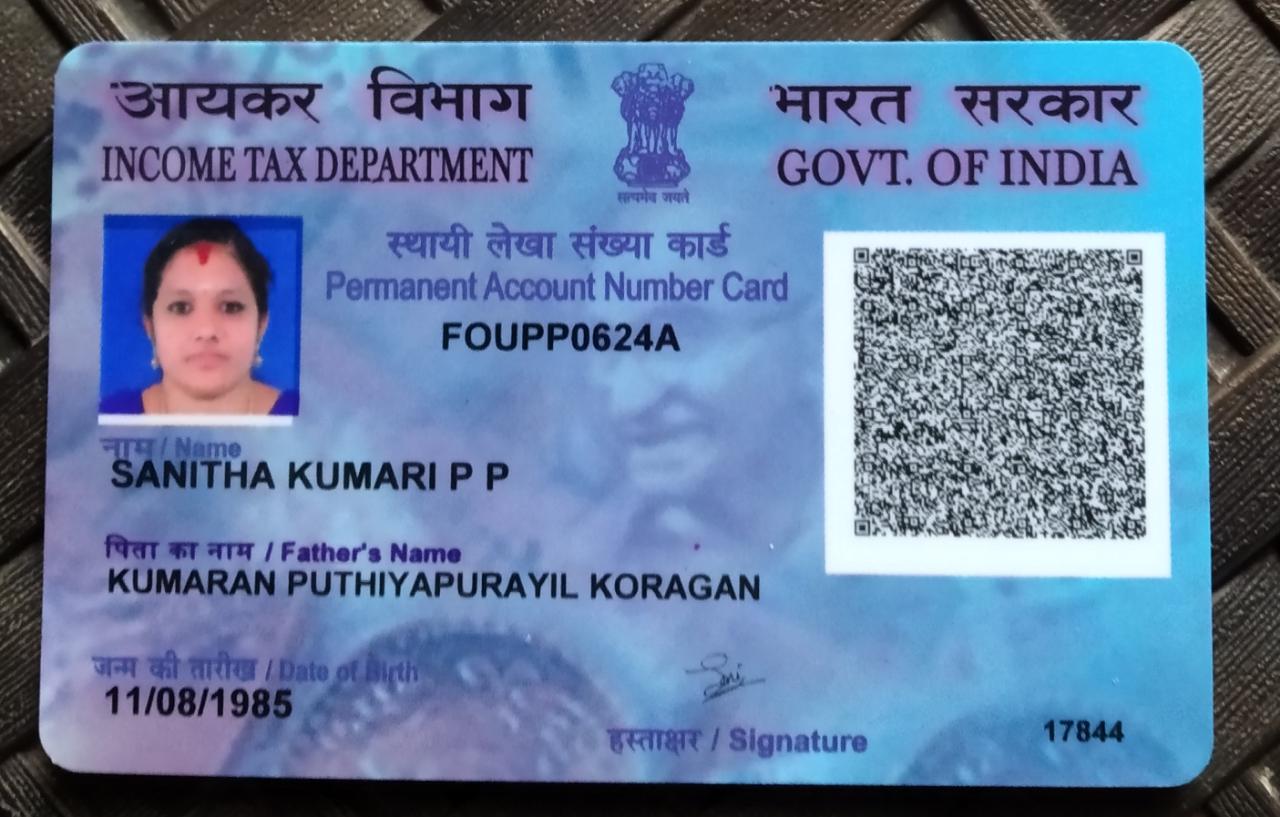 आयकर विभाग
INCOME TAX DEPARTMENT
सत्यमेव जयते
भारत सरकार
GOVT. OF INDIA
स्थायी लेखा संख्या कार्ड
Permanent Account Number Card
FOUPP0624A
नाम / Name
SANITHA KUMARI P P
पिता का नाम / Father's Name
KUMARAN PUTHIYAPURAYIL KORAGAN
जन्म की तारीख / Date of Birth
11/08/1985
हस्ताक्षर / Signature
17844